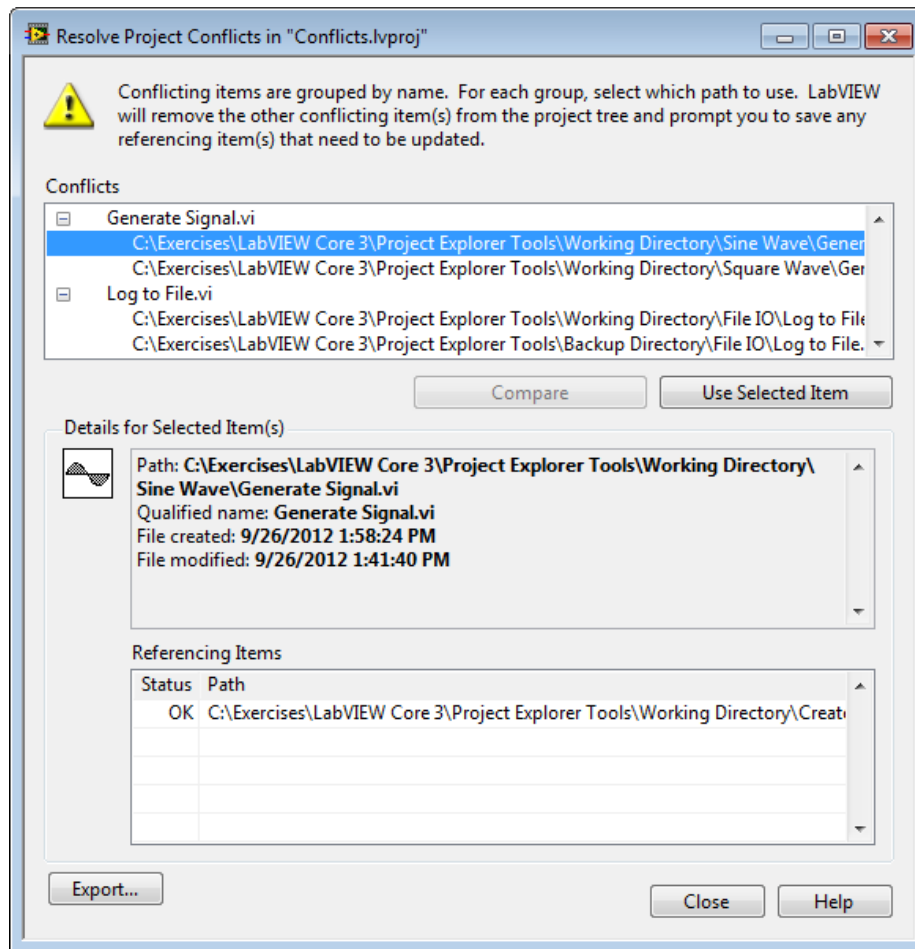 Resolve Project Conflicts in "Conflicts.lvproj"
Conflicting items are grouped by name. For each group, select which path to use. LabVIEW
will remove the other conflicting item(s) from the project tree and prompt you to save any
referencing item(s) that need to be updated.
Conflicts
Generate Signal.vi
C:\Exercises\LabVIEW Core 3\Project Explorer Tools\Working Directory\Sine Wave\Gener
C:\Exercises\LabVIEW Core 3\Project Explorer Tools\Working Directory\Square Wave\Ger
Log to File.vi
C:\Exercises\LabVIEW Core 3\Project Explorer Tools\Working Directory\File IO\Log to File
C:\Exercises\LabVIEW Core 3\Project Explorer Tools\Backup Directory\File IO\Log to File.
Compare
Use Selected Item
Details for Selected Item(s)
Path: C:\Exercises\LabVIEW Core 3\Project Explorer Tools\Working Directory\
Sine Wave\Generate Signal.vi
Qualified name: Generate Signal.vi
File created: 9/26/2012 1:58:24 PM
File modified: 9/26/2012 1:41:40 PM
Referencing Items
Status Path
OK C:\Exercises\LabVIEW Core 3\Project Explorer Tools\Working Directory\Create
Export...
Close
Help